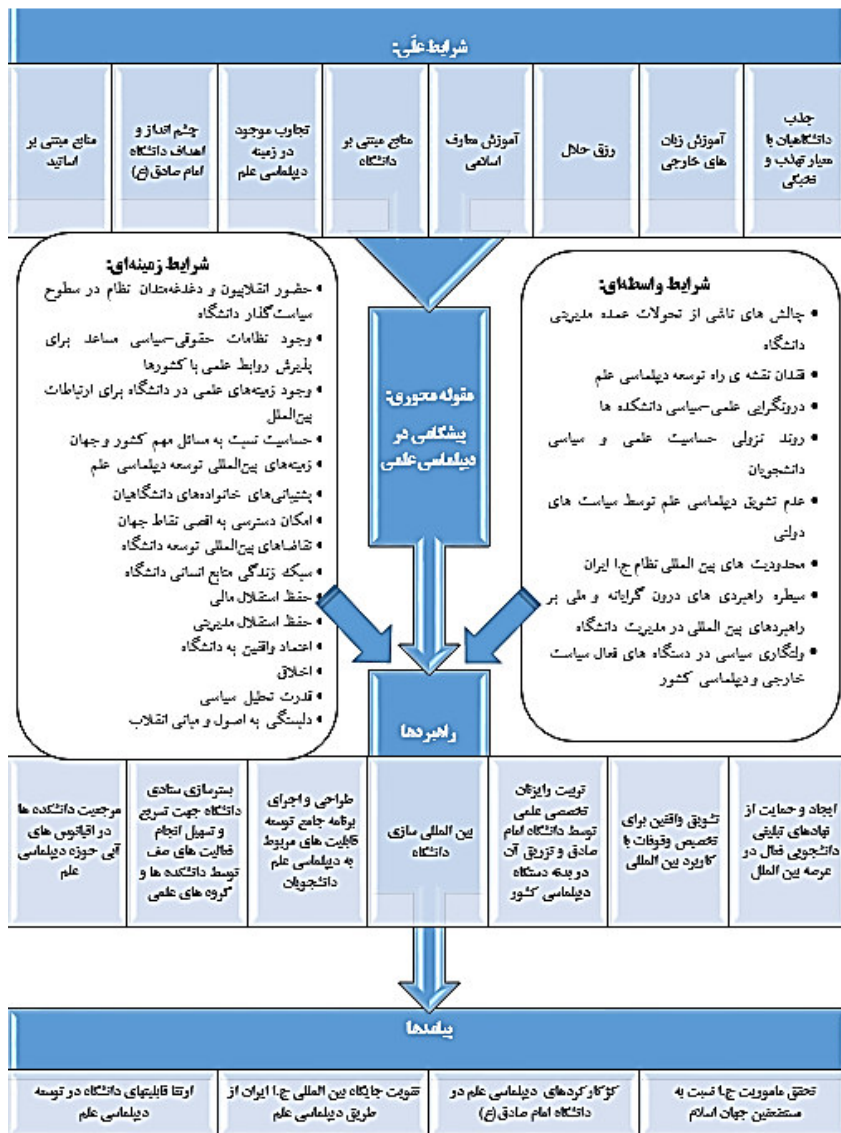 شرایط علّی:
جذب
دانشگاهیان با
معیار تهذب و
نخبگی
آموزش زبان
های خارجی
رزق حلال
آموزش معارف
اسلامی
منابع مبتنی بر
دانشگاه
تجارب موجود
در زمینه
دیپلماسی علم
چشم انداز و
اهداف دانشگاه
امام صادق(ع)
منابع مبتنی بر
اساتید
شرایط واسطه‌ای:
• چالش های ناشی از تحولات عمده مدیریتی
دانشگاه
• فقدان نقشه ی راه توسعه دیپلماسی علم
• درونگرایی علمی-سیاسی دانشکده ها
• روند نزولی حساسیت علمی و سیاسی
دانشجویان
• عدم تشویق دیپلماسی علم توسط سیاست های
دولتی
• محدودیت های بین المللی نظام ج.ا ایران
• سیطره راهبردی های درون گرایانه و ملی بر
راهبردهای بین المللی در مدیریت دانشگاه
• ولنگاری سیاسی در دستگاه های فعال سیاست
خارجی و دیپلماسی کشور
مقوله محوری:
پیشگامی در
دیپلماسی علمی
شرایط زمینه‌ای:
• حضور انقلابیون و دغدغه‌مندان نظام در سطوح
سیاست‌گذار دانشگاه
• وجود نظامات حقوقی-سیاسی مساعد برای
پذیرش روابط علمی با کشورها
• وجود زمینه‌های علمی در دانشگاه برای ارتباطات
بین‌الملل
• حساسیت نسبت به مسائل مهم کشور و جهان
• زمینه‌های بین‌المللی توسعه دیپلماسی علم
• پشتیبانی‌های خانواده‌های دانشگاهیان
• امکان دسترسی به اقصی نقاط جهان
• تقاضاهای بین‌المللی توسعه دانشگاه
• سبک زندگی منابع انسانی دانشگاه
• حفظ استقلال مالی
• حفظ استقلال مدیریتی
• اعتماد واقفین به دانشگاه
• اخلاق
• قدرت تحلیل سیاسی
• دلبستگی به اصول و مبانی انقلاب
راهبردها
ایجاد و حمایت از
نهادهای تبلیغی
دانشجویی فعال در
عرصه بین الملل
تشویق واقفین برای
تخصیص وقوفات با
کاربرد بین المللی
تربیت رایزنان
تخصصی علمی
توسط دانشگاه امام
صادق و تزریق آن
در بدنه دستگاه
دیپلماسی کشور
بین المللی سازی
دانشگاه
طراحی و اجرای
برنامه جامع توسعه
قابلیت های مربوط
به دیپلماسی علم
دانشجویان
بسترسازی ستادی
دانشگاه جهت تسریع
و تسهیل انجام
فعالیت های صف
توسط دانشکده ها و
گروه های علمی
مرجعیت دانشکده ها
در اقیانوس های
آبی حوزه دیپلماسی
علم
پیامدها
تحقق ماموریت ج.ا نسبت به
مستضعفین جهان اسلام
کژکارکردهای دیپلماسی علم در
دانشگاه امام صادق(ع)
تقویت جایگاه بین المللی ج.ا ایران از
طریق دیپلماسی علم
ارتقا قابلیتهای دانشگاه در توسعه
دیپلماسی علم